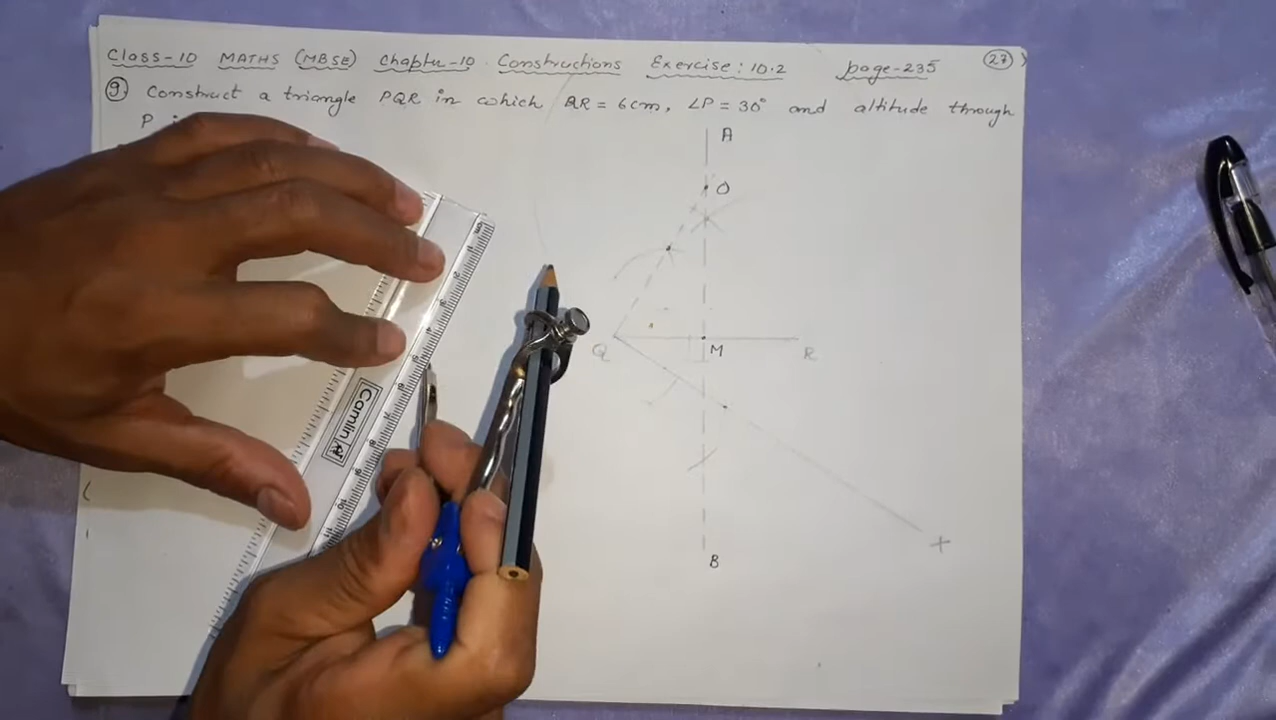 Class-10 MATHS (MBSE) Chapter-10 Constructions Exercise: 10.2 page-235 (27)
(9) Construct a triangle PQR in which QR = 6cm, ∠P = 30° and altitude through
P
A
O
Q M R
X
B
Camlin